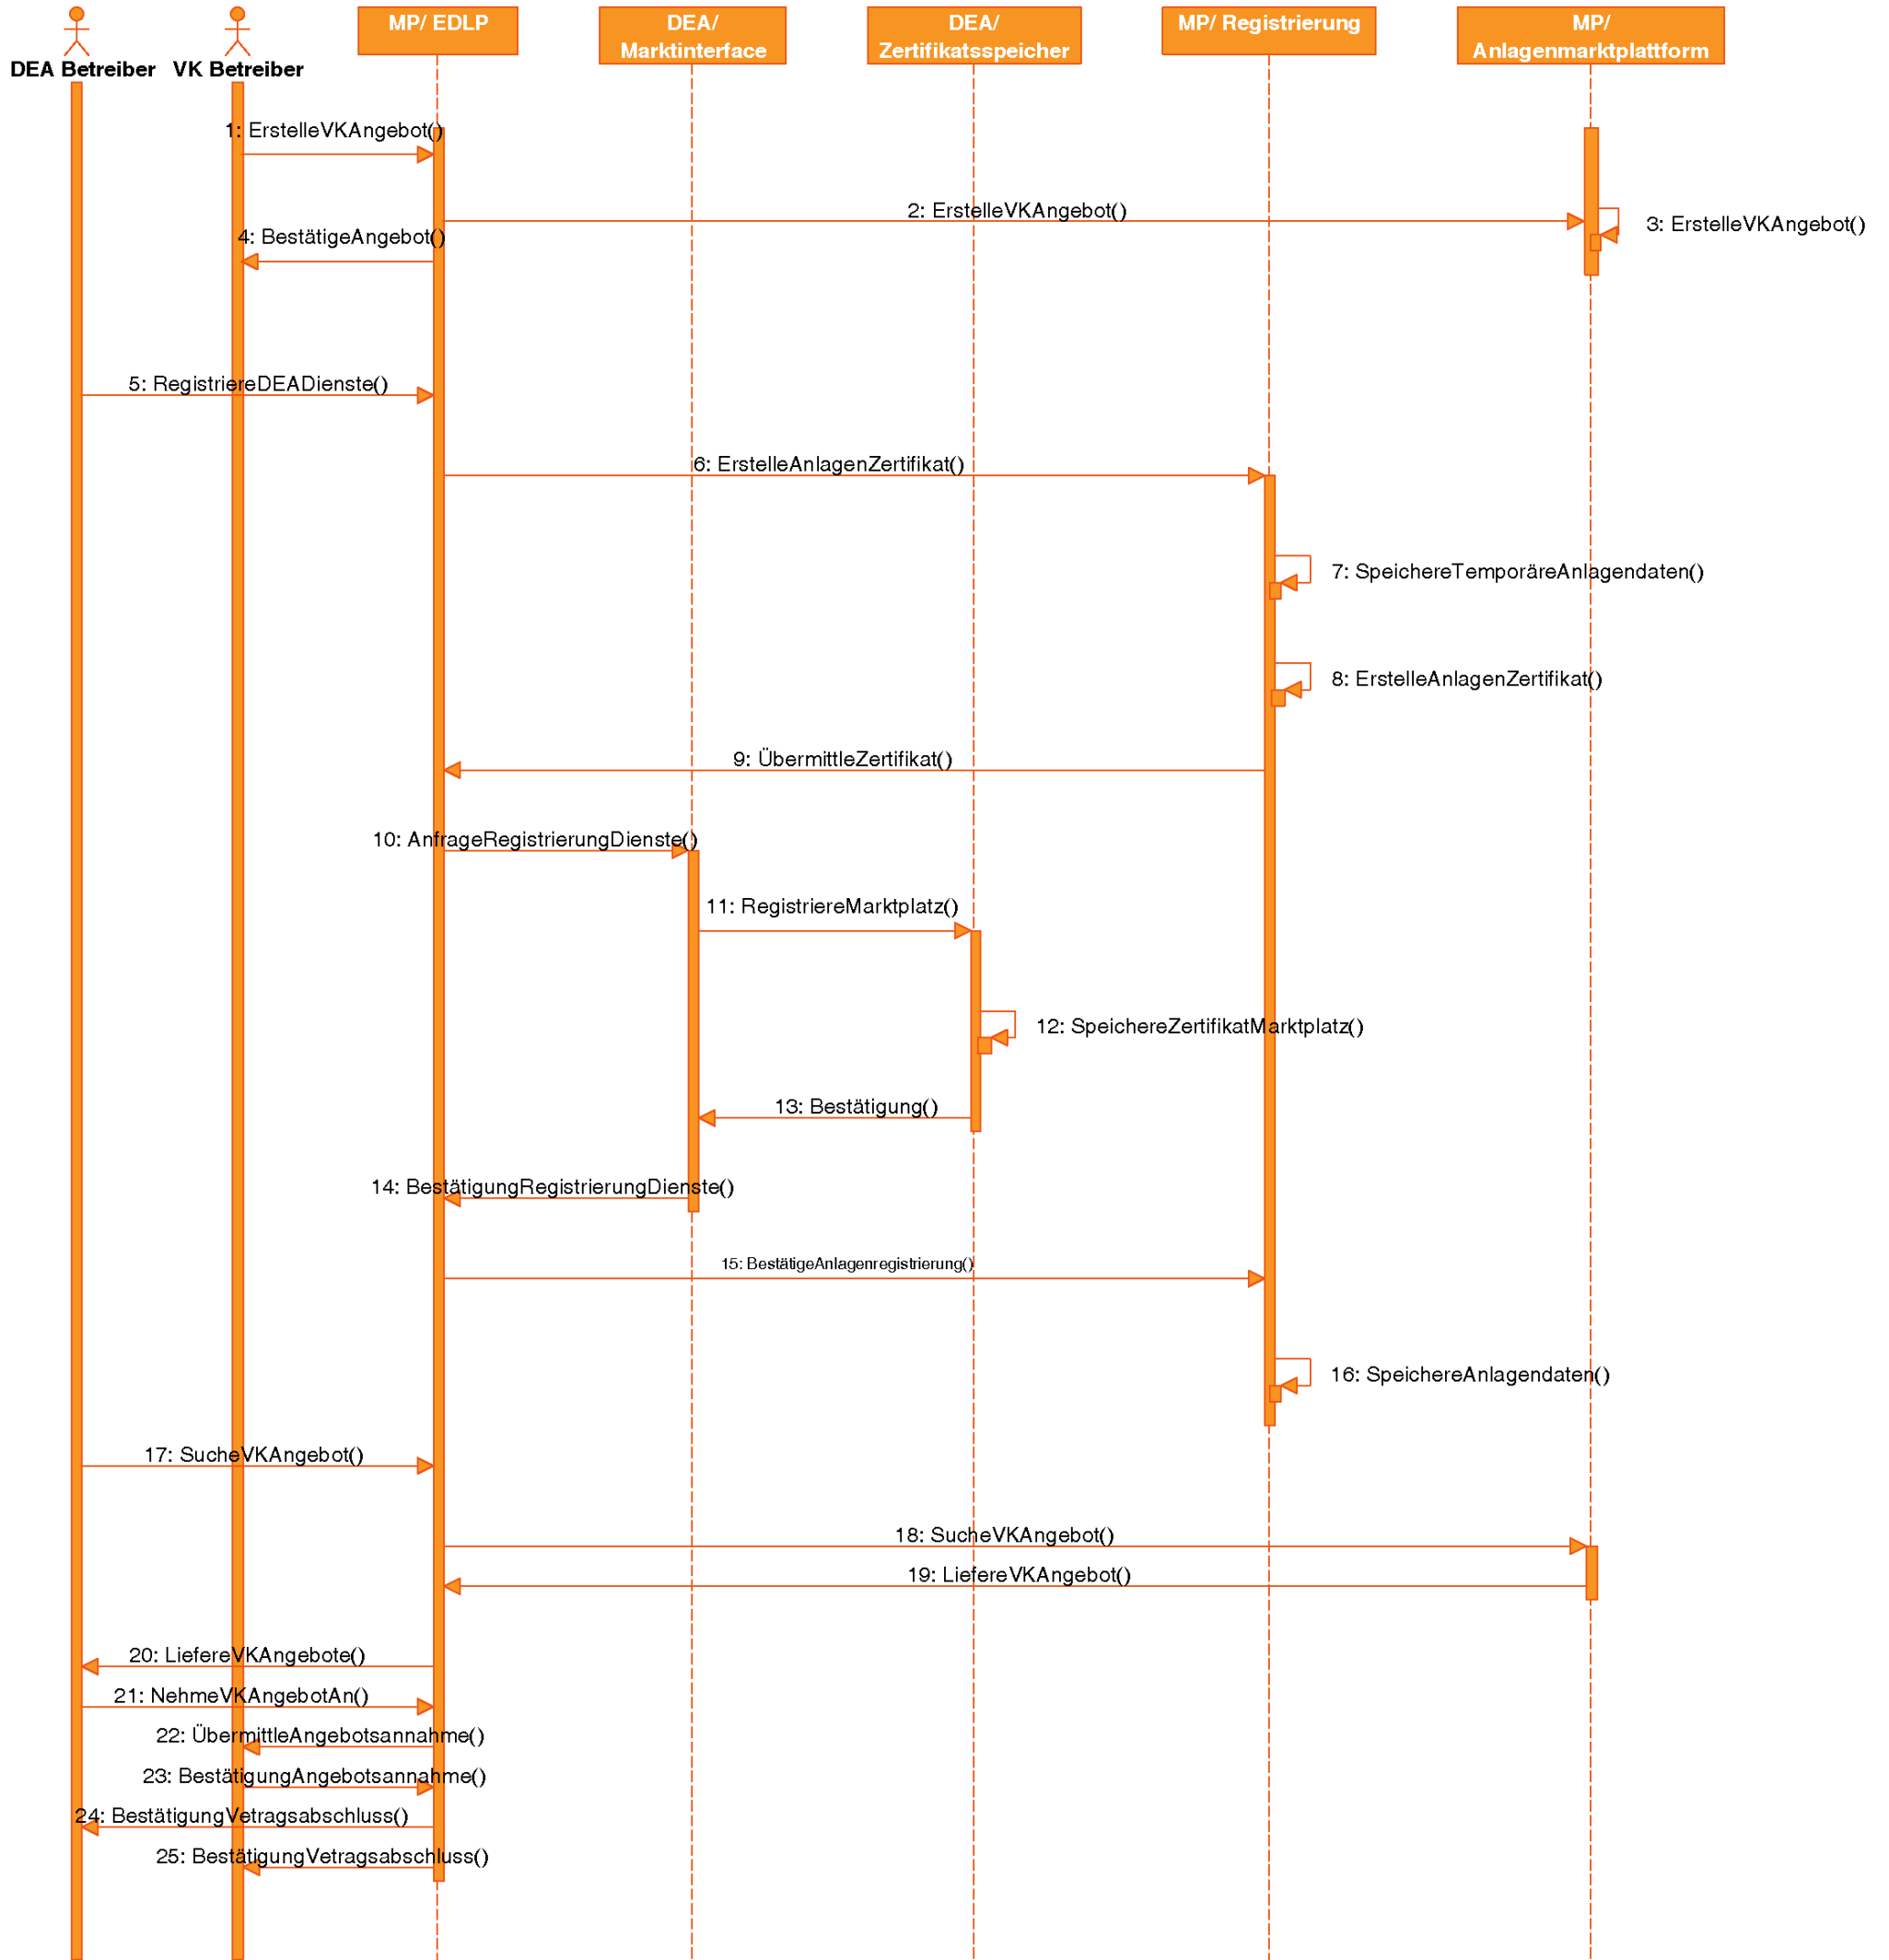 DEA Betreiber
VK Betreiber
MP/ EDLP
DEA/
Marktinterface
DEA/
Zertifikatsspeicher
MP/ Registrierung
MP/
Anlagenmarktplattform
1: ErstelleVKAngebot()
2: ErstelleVKAngebot()
3: ErstelleVKAngebot()
4: BestätigeAngebot()
5: RegistriereDEADienste()
6: ErstelleAnlagenZertifikat()
7: SpeichereTemporäreAnlagendaten()
8: ErstelleAnlagenZertifikat()
9: ÜbermittleZertifikat()
10: AnfrageRegistrierungDienste()
11: RegistriereMarktplatz()
12: SpeichereZertifikatMarktplatz()
13: Bestätigung()
14: BestätigungRegistrierungDienste()
15: BestätigeAnlagenregistrierung()
16: SpeichereAnlagendaten()
17: SucheVKAngebot()
18: SucheVKAngebot()
19: LiefereVKAngebot()
20: LiefereVKAngebote()
21: NehmeVKAngebotAn()
22: ÜbermittleAngebotsannahme()
23: BestätigungAngebotsannahme()
24: BestätigungVetragsabschluss()
25: BestätigungVetragsabschluss()